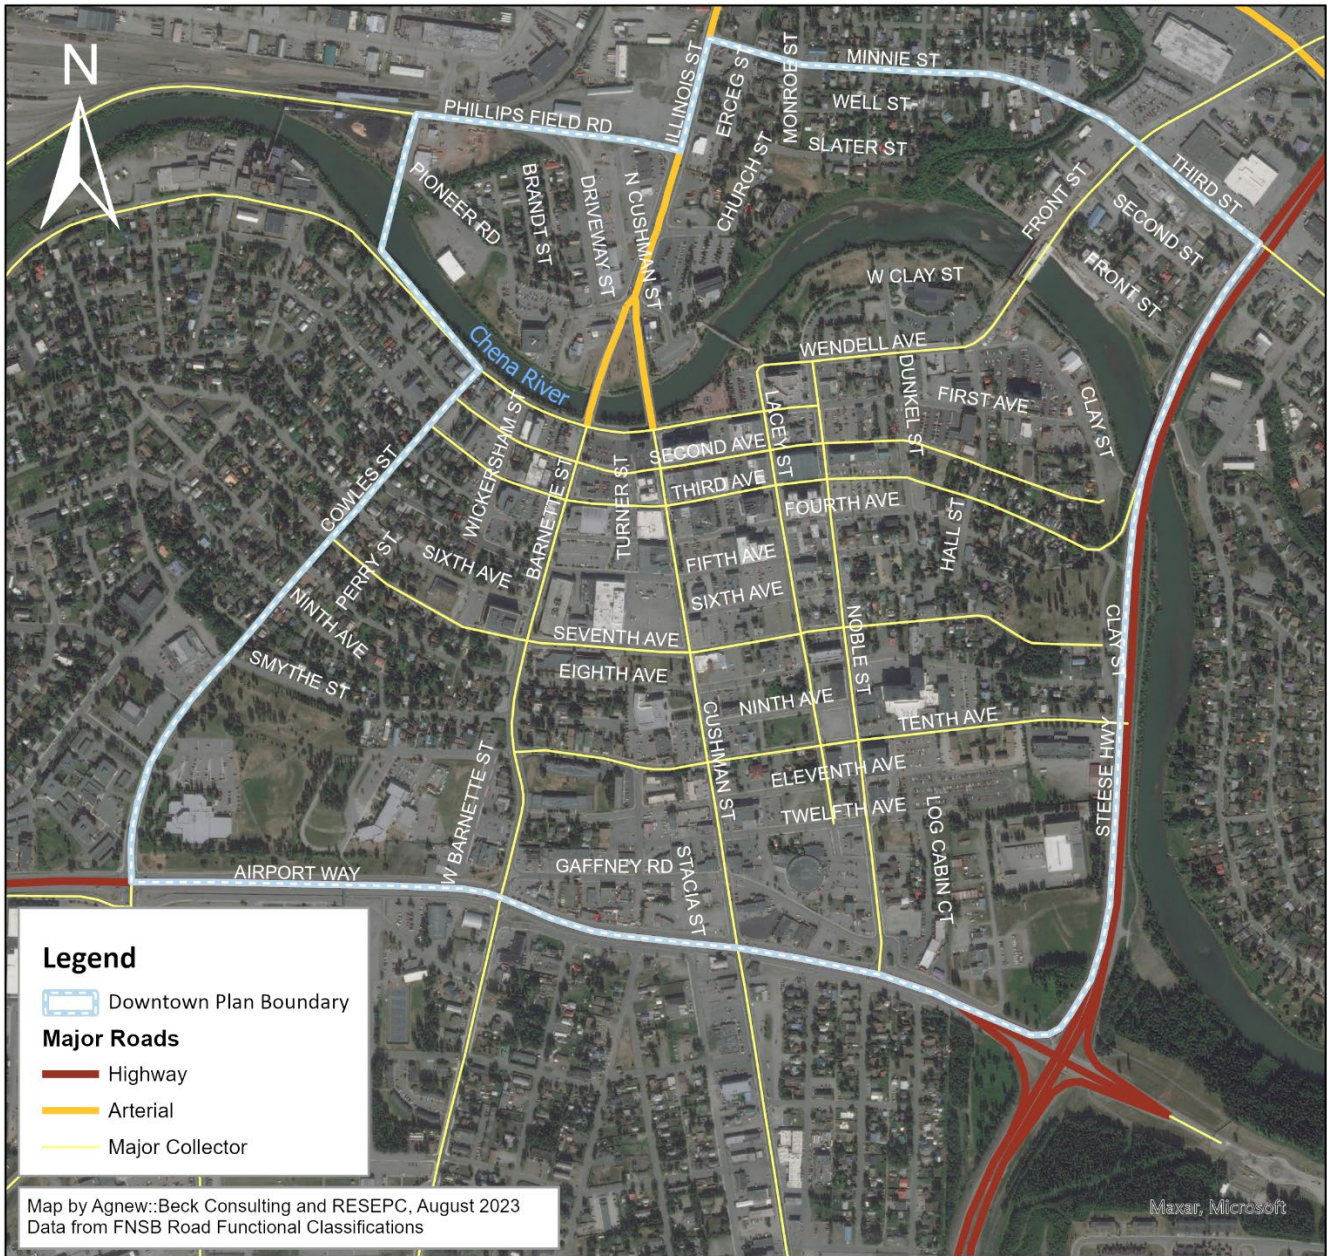 N
ILLINOIS ST
ERCEG ST
MONROE ST
MINNIE ST
WELL ST
PHILLIPS FIELD RD
SLATER ST
CHURCH ST
THIRD ST
PIONEER RD
BRANDT ST
DRIVEWAY ST
N CUSHMAN ST
FRONT ST
SECOND ST
FRONT ST
W CLAY ST
Chena River
WENDELL AVE
DUNKEL ST
FIRST AVE
CLAY ST
LACEY ST
WICKERSHAM ST
SECOND AVE
COWLES ST
BARNETTE ST
TURNER ST
THIRD AVE
FOURTH AVE
HALL ST
PERRY ST
SIXTH AVE
FIFTH AVE
SIXTH AVE
NINTH AVE
SEVENTH AVE
NOBLE ST
CLAY ST
SMYTHE ST
EIGHTH AVE
NINTH AVE
TENTH AVE
CUSHMAN ST
STEESE HWY
W BARNETTE ST
ELEVENTH AVE
TWELFTH AVE
LOG CABIN CT
AIRPORT WAY
GAFFNEY RD
STACIA ST
Legend
Downtown Plan Boundary
Major Roads
Highway
Arterial
Major Collector
Map by Agnew::Beck Consulting and RESEPC, August 2023
Data from FNSB Road Functional Classifications
Maxar, Microsoft